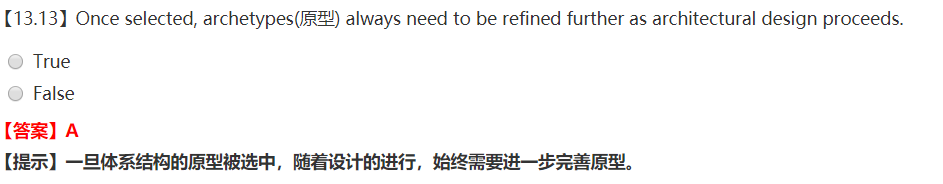 【13.13】Once selected, archetypes(原型) always need to be refined further as architectural design proceeds.
True
False
【答案】A
【提示】一旦体系结构的原型被选中，随着设计的进行，始终需要进一步完善原型。